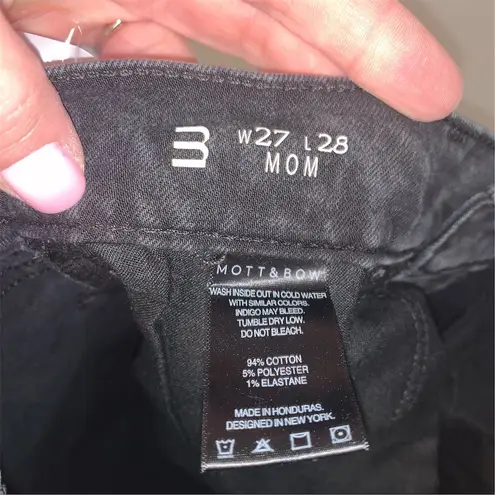 W27 L28
MOM
MOTT&BOW
WASH INSIDE OUT IN COLD WATER
WITH SIMILAR COLORS.
INDIGO MAY BLEED.
TUMBLE DRY LOW.
DO NOT BLEACH.
94% COTTON
5% POLYESTER
1% ELASTANE
MADE IN HONDURAS.
DESIGNED IN NEW YORK.